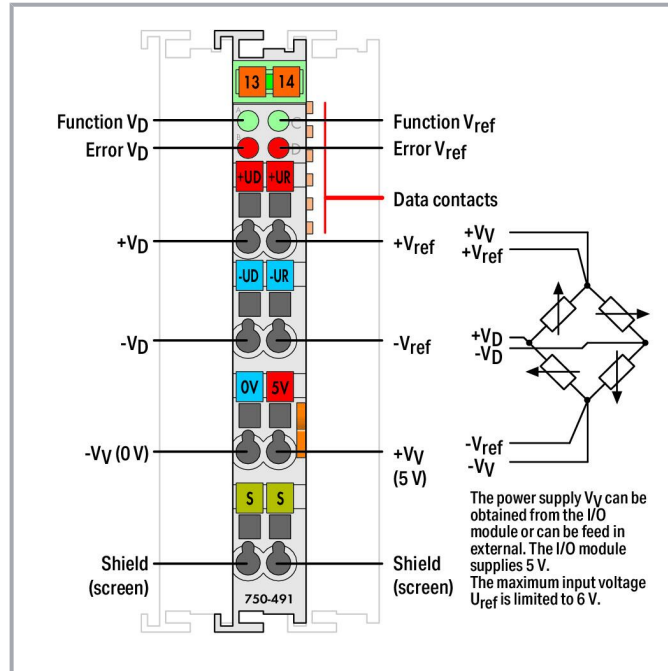 13 14
A C
Function VD
Function Vref
Error VD
D
Error Vref
+UD +UR
Data contacts
+VD
+Vref
-UD -UR
-VD
-Vref
0V 5V
-VV (0 V)
+VV
(5 V)
S S
Shield
(screen)
Shield
(screen)
750-491
+VV
+Vref
+VD
-VD
-Vref
-VV
The power supply VV can be
obtained from the I/O
module or can be feed in
external. The I/O module
supplies 5 V.
The maximum input voltage
Uref is limited to 6 V.